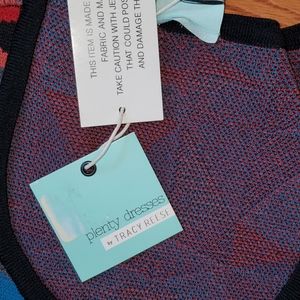 THIS ITEM IS MADE
FABRIC AND M
TAKE CAUTION WITH JE
THAT COULD POS
AND DAMAGE TH
plenty dresses
by TRACY REESE